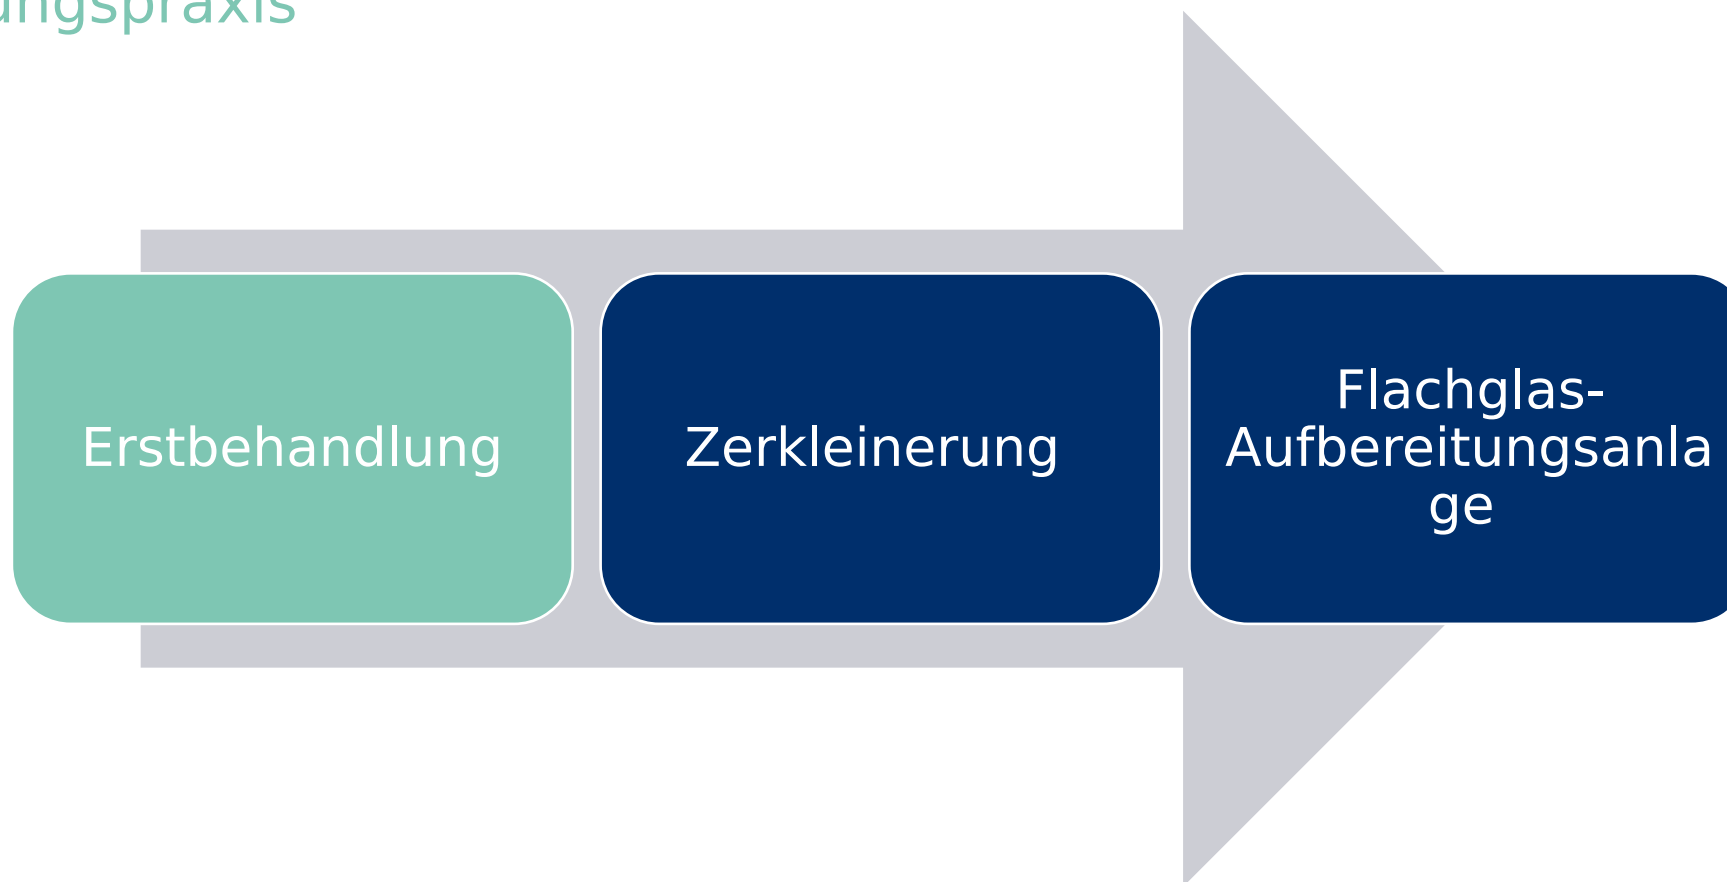 ungspraxis
Erstbehandlung
Zerkleinerung
Flachglas-
Aufbereitungsanla
ge